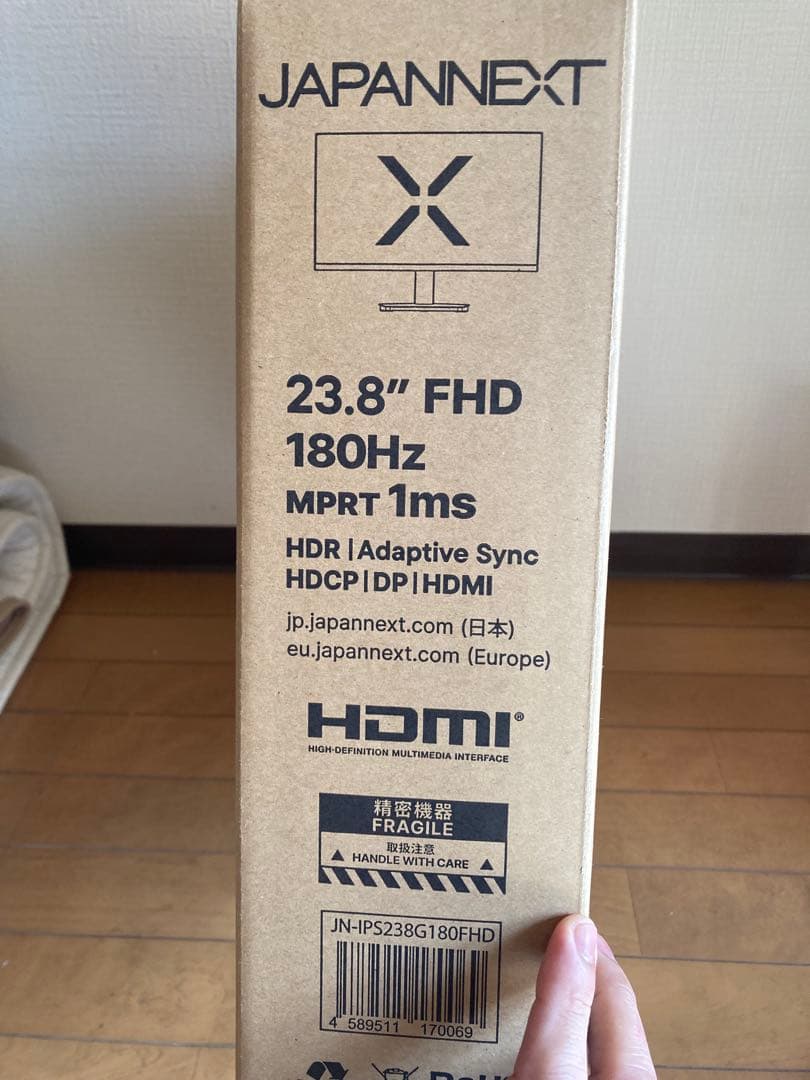 JAPANNEXT
23.8" FHD
180Hz
MPRT 1ms
HDR | Adaptive Sync
HDCP | DP | HDMI
jp.japannext.com (日本)
eu.japannext.com (Europe)
HDMI®
HIGH-DEFINITION MULTIMEDIA INTERFACE
精密機器
FRAGILE
取扱注意
HANDLE WITH CARE
JN-IPS238G180FHD
4 589511 170069